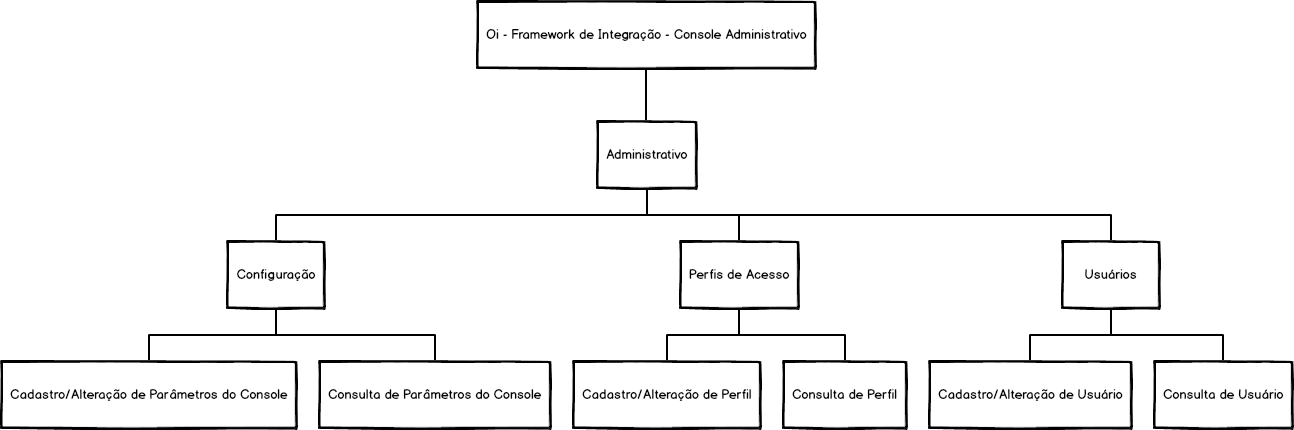 Oi - Framework de Integração - Console Administrativo
Administrativo
Configuração
Perfis de Acesso
Usuários
Cadastro/Alteração de Parâmetros do Console
Consulta de Parâmetros do Console
Cadastro/Alteração de Perfil
Consulta de Perfil
Cadastro/Alteração de Usuário
Consulta de Usuário